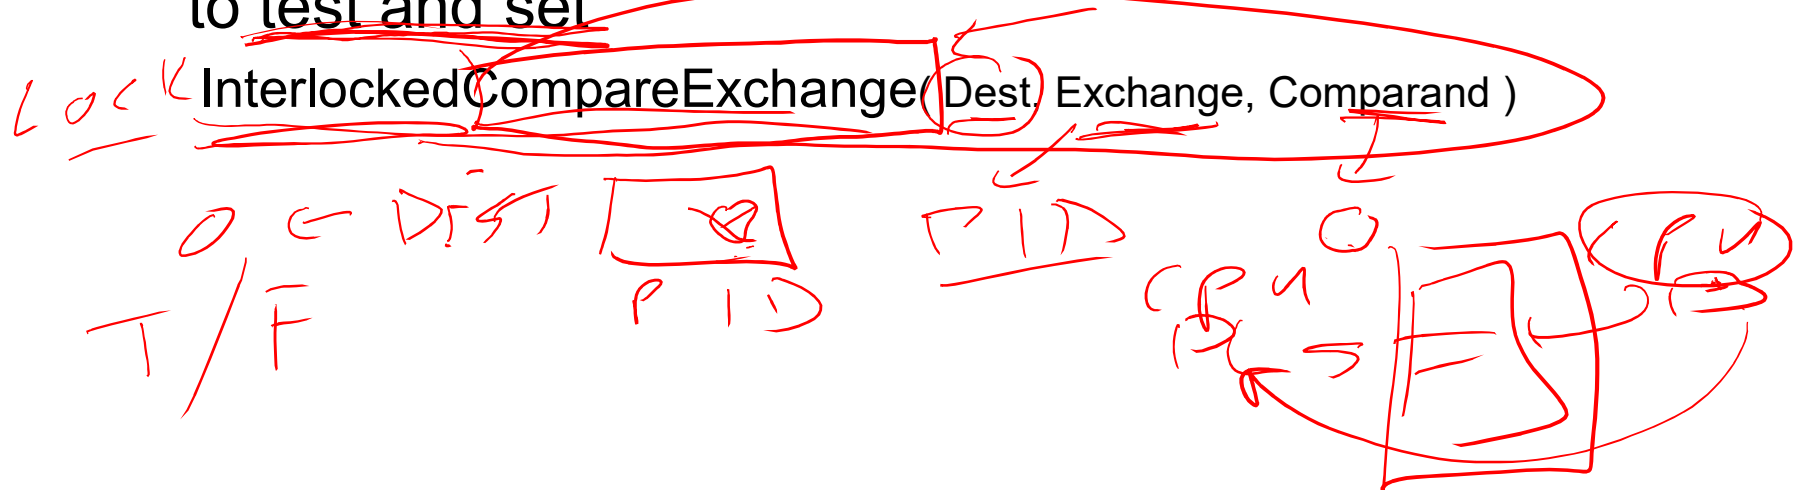 to test and set
LOCK InterlockedCompareExchange( Dest. Exchange, Comparand )
0 ← DEST PID 0 CPU
T/F PID CPU